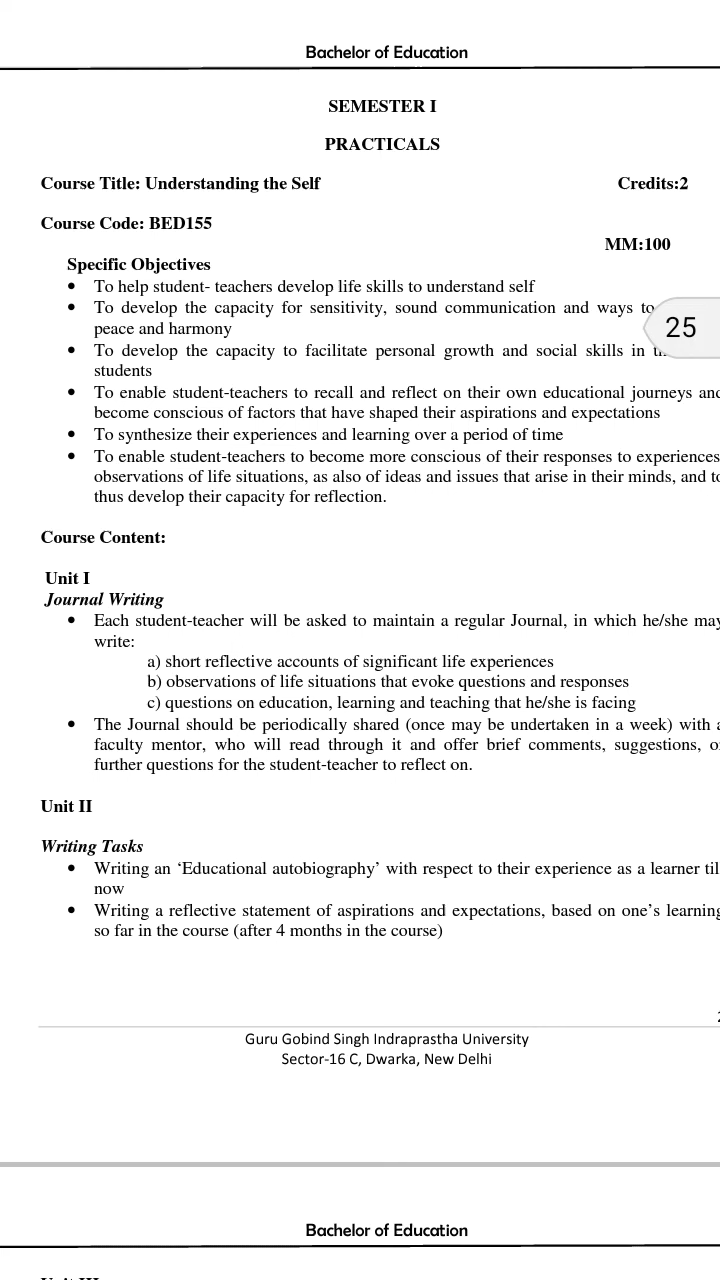 Bachelor of Education
SEMESTER I
PRACTICALS
Course Title: Understanding the Self Credits:2
Course Code: BED155
MM:100
Specific Objectives
• To help student- teachers develop life skills to understand self
• To develop the capacity for sensitivity, sound communication and ways to
peace and harmony
25
• To develop the capacity to facilitate personal growth and social skills in
students
• To enable student-teachers to recall and reflect on their own educational journeys and
become conscious of factors that have shaped their aspirations and expectations
• To synthesize their experiences and learning over a period of time
• To enable student-teachers to become more conscious of their responses to experiences
observations of life situations, as also of ideas and issues that arise in their minds, and to
thus develop their capacity for reflection.
Course Content:
Unit I
Journal Writing
• Each student-teacher will be asked to maintain a regular Journal, in which he/she may
write:
a) short reflective accounts of significant life experiences
b) observations of life situations that evoke questions and responses
c) questions on education, learning and teaching that he/she is facing
• The Journal should be periodically shared (once may be undertaken in a week) with a
faculty mentor, who will read through it and offer brief comments, suggestions, or
further questions for the student-teacher to reflect on.
Unit II
Writing Tasks
• Writing an ‘Educational autobiography’ with respect to their experience as a learner til
now
• Writing a reflective statement of aspirations and expectations, based on one’s learning
so far in the course (after 4 months in the course)
Guru Gobind Singh Indraprastha University
Sector-16 C, Dwarka, New Delhi
Bachelor of Education